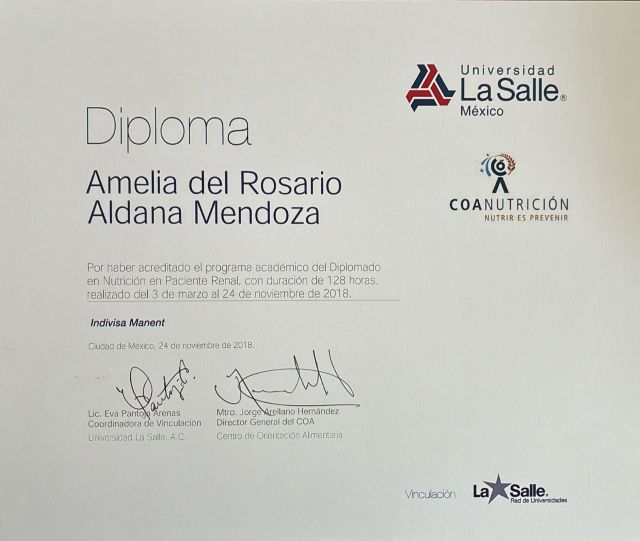 Universidad
La Salle®
México
Diploma
COANUTRICIÓN
NUTRIR ES PREVENIR
Amelia del Rosario
Aldana Mendoza
Por haber acreditado el programa académico del Diplomado
en Nutrición en Paciente Renal, con duración de 128 horas,
realizado del 3 de marzo al 24 de noviembre de 2018.
Indivisa Manent
Ciudad de México, 24 de noviembre de 2018.
Lic. Eva Pantoja Arenas
Coordinadora de Vinculación
Universidad La Salle, A.C.
Mtro. Jorge Arellano Hernández
Director General del COA
Centro de Orientación Alimentaria
Vinculación
La Salle®
Red de Universidades